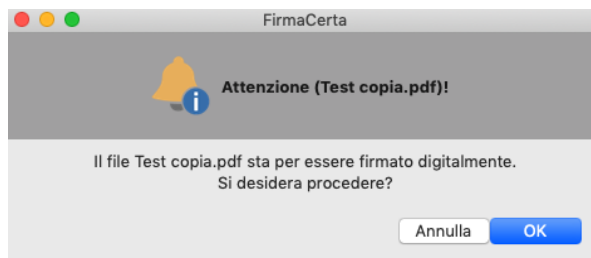 FirmaCerta
Attenzione (Test copia.pdf)!
Il file Test copia.pdf sta per essere firmato digitalmente.
Si desidera procedere?
Annulla OK